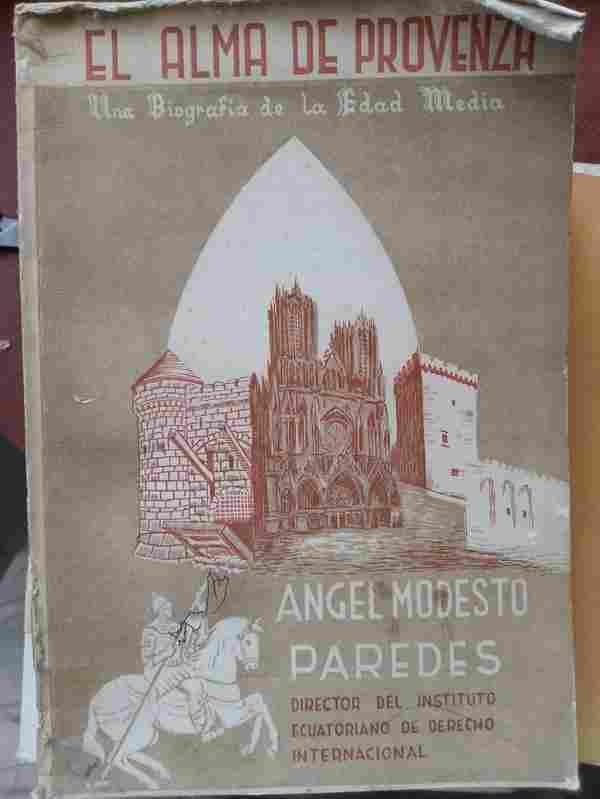 EL ALMA DE PROVENZA
Una Biografia de la Edad Media
ANGEL MODESTO
PAREDES
DIRECTOR DEL INSTITUTO
ECUATORIANO DE DERECHO
INTERNACIONAL